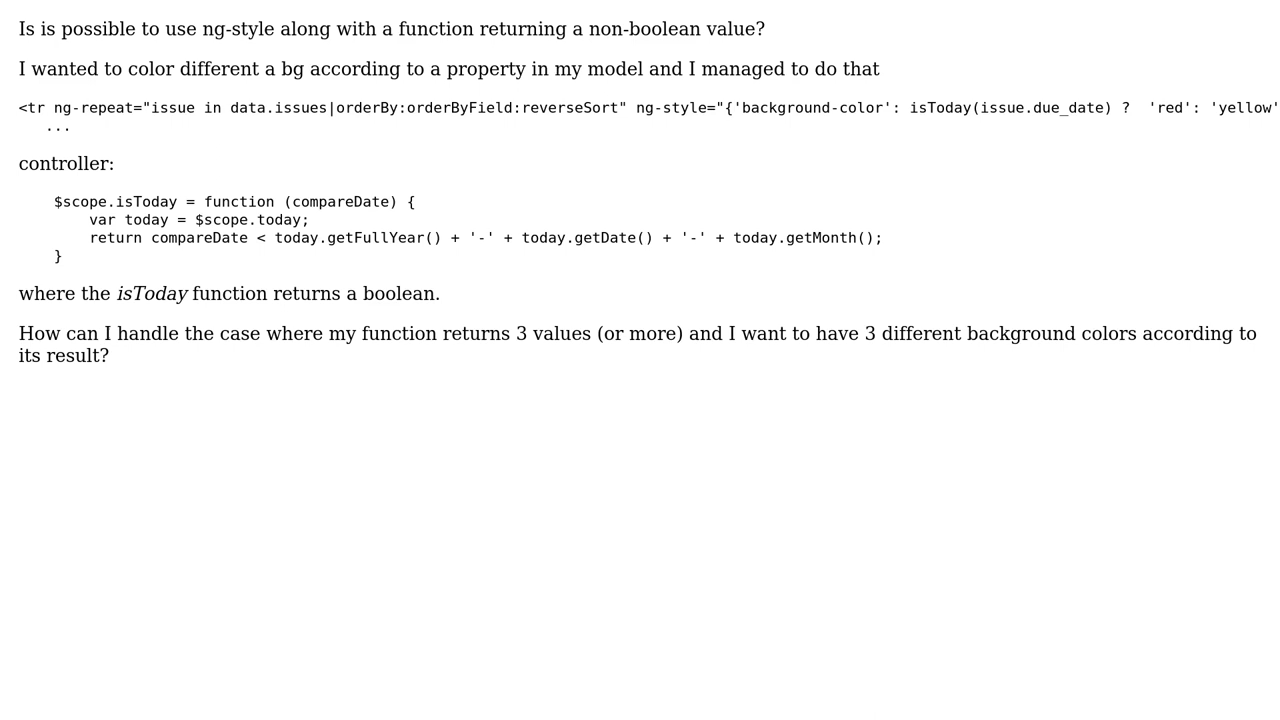 Is is possible to use ng-style along with a function returning a non-boolean value?
I wanted to color different a bg according to a property in my model and I managed to do that
<tr ng-repeat="issue in data.issues|orderBy:orderByField:reverseSort" ng-style="{'background-color': isToday(issue.due_date) ?  'red': 'yellow'
...
controller:
$scope.isToday = function (compareDate) {
var today = $scope.today;
return compareDate < today.getFullYear() + '-' + today.getDate() + '-' + today.getMonth();
}
where the isToday function returns a boolean.
How can I handle the case where my function returns 3 values (or more) and I want to have 3 different background colors according to
its result?